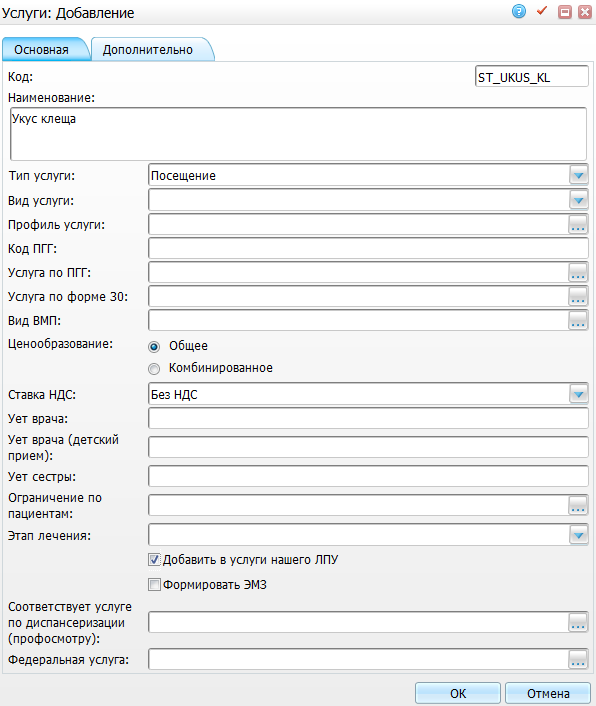 Услуги: Добавление
Основная Дополнительно
Код: ST_UKUS_KL
Наименование:
Укус клеща
Тип услуги: Посещение
Вид услуги:
Профиль услуги:
Код ПГГ:
Услуга по ПГГ:
Услуга по форме 30:
Вид ВМП:
Ценообразование: Общее
Комбинированное
Ставка НДС: Без НДС
Ует врача:
Ует врача (детский
прием):
Ует сестры:
Ограничение по
пациентам:
Этап лечения:
Добавить в услуги нашего ЛПУ
Формировать ЭМЗ
Соответствует услуге
по диспансеризации
(профосмотру):
Федеральная услуга:
ОК Отмена